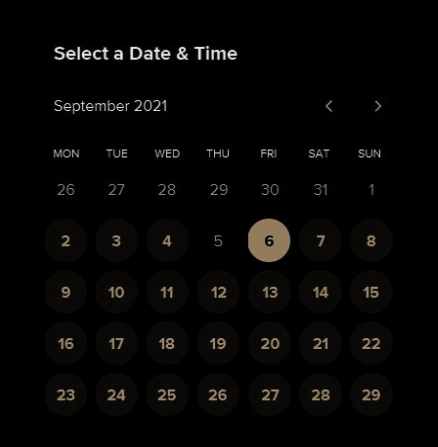 Select a Date & Time
September 2021
MON TUE WED THU FRI SAT SUN
26 27 28 29 30 31 1
2 3 4 5 6 7 8
9 10 11 12 13 14 15
16 17 18 19 20 21 22
23 24 25 26 27 28 29